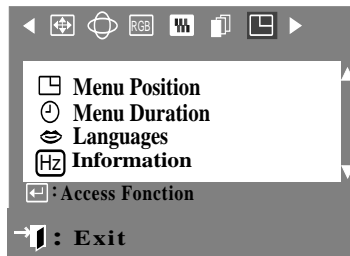 RGB
Menu Position
Menu Duration
Languages
Hz Information
: Access Fonction
: Exit